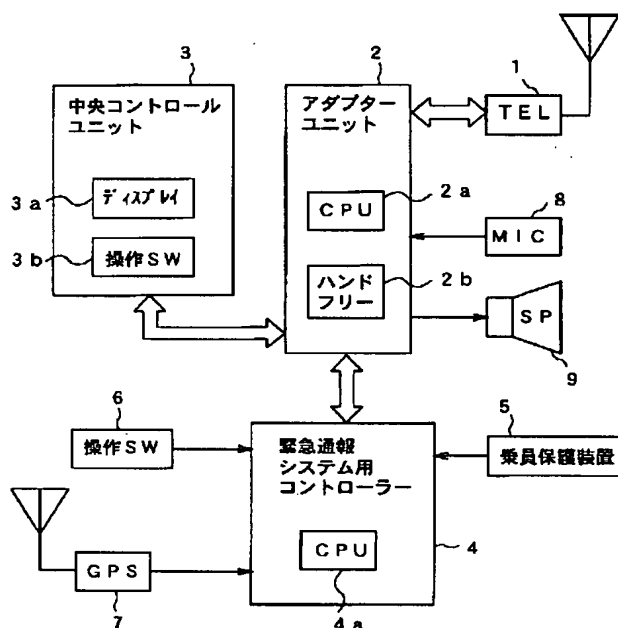 3
中央コントロール
ユニット
3a
ディスプレイ
3b
操作SW
2
アダプター
ユニット
CPU
2a
ハンド
フリー
2b
1
TEL
8
MIC
SP
9
6
操作SW
GPS
7
緊急通報
システム用
コントローラー
CPU
4a
4
5
乗員保護装置